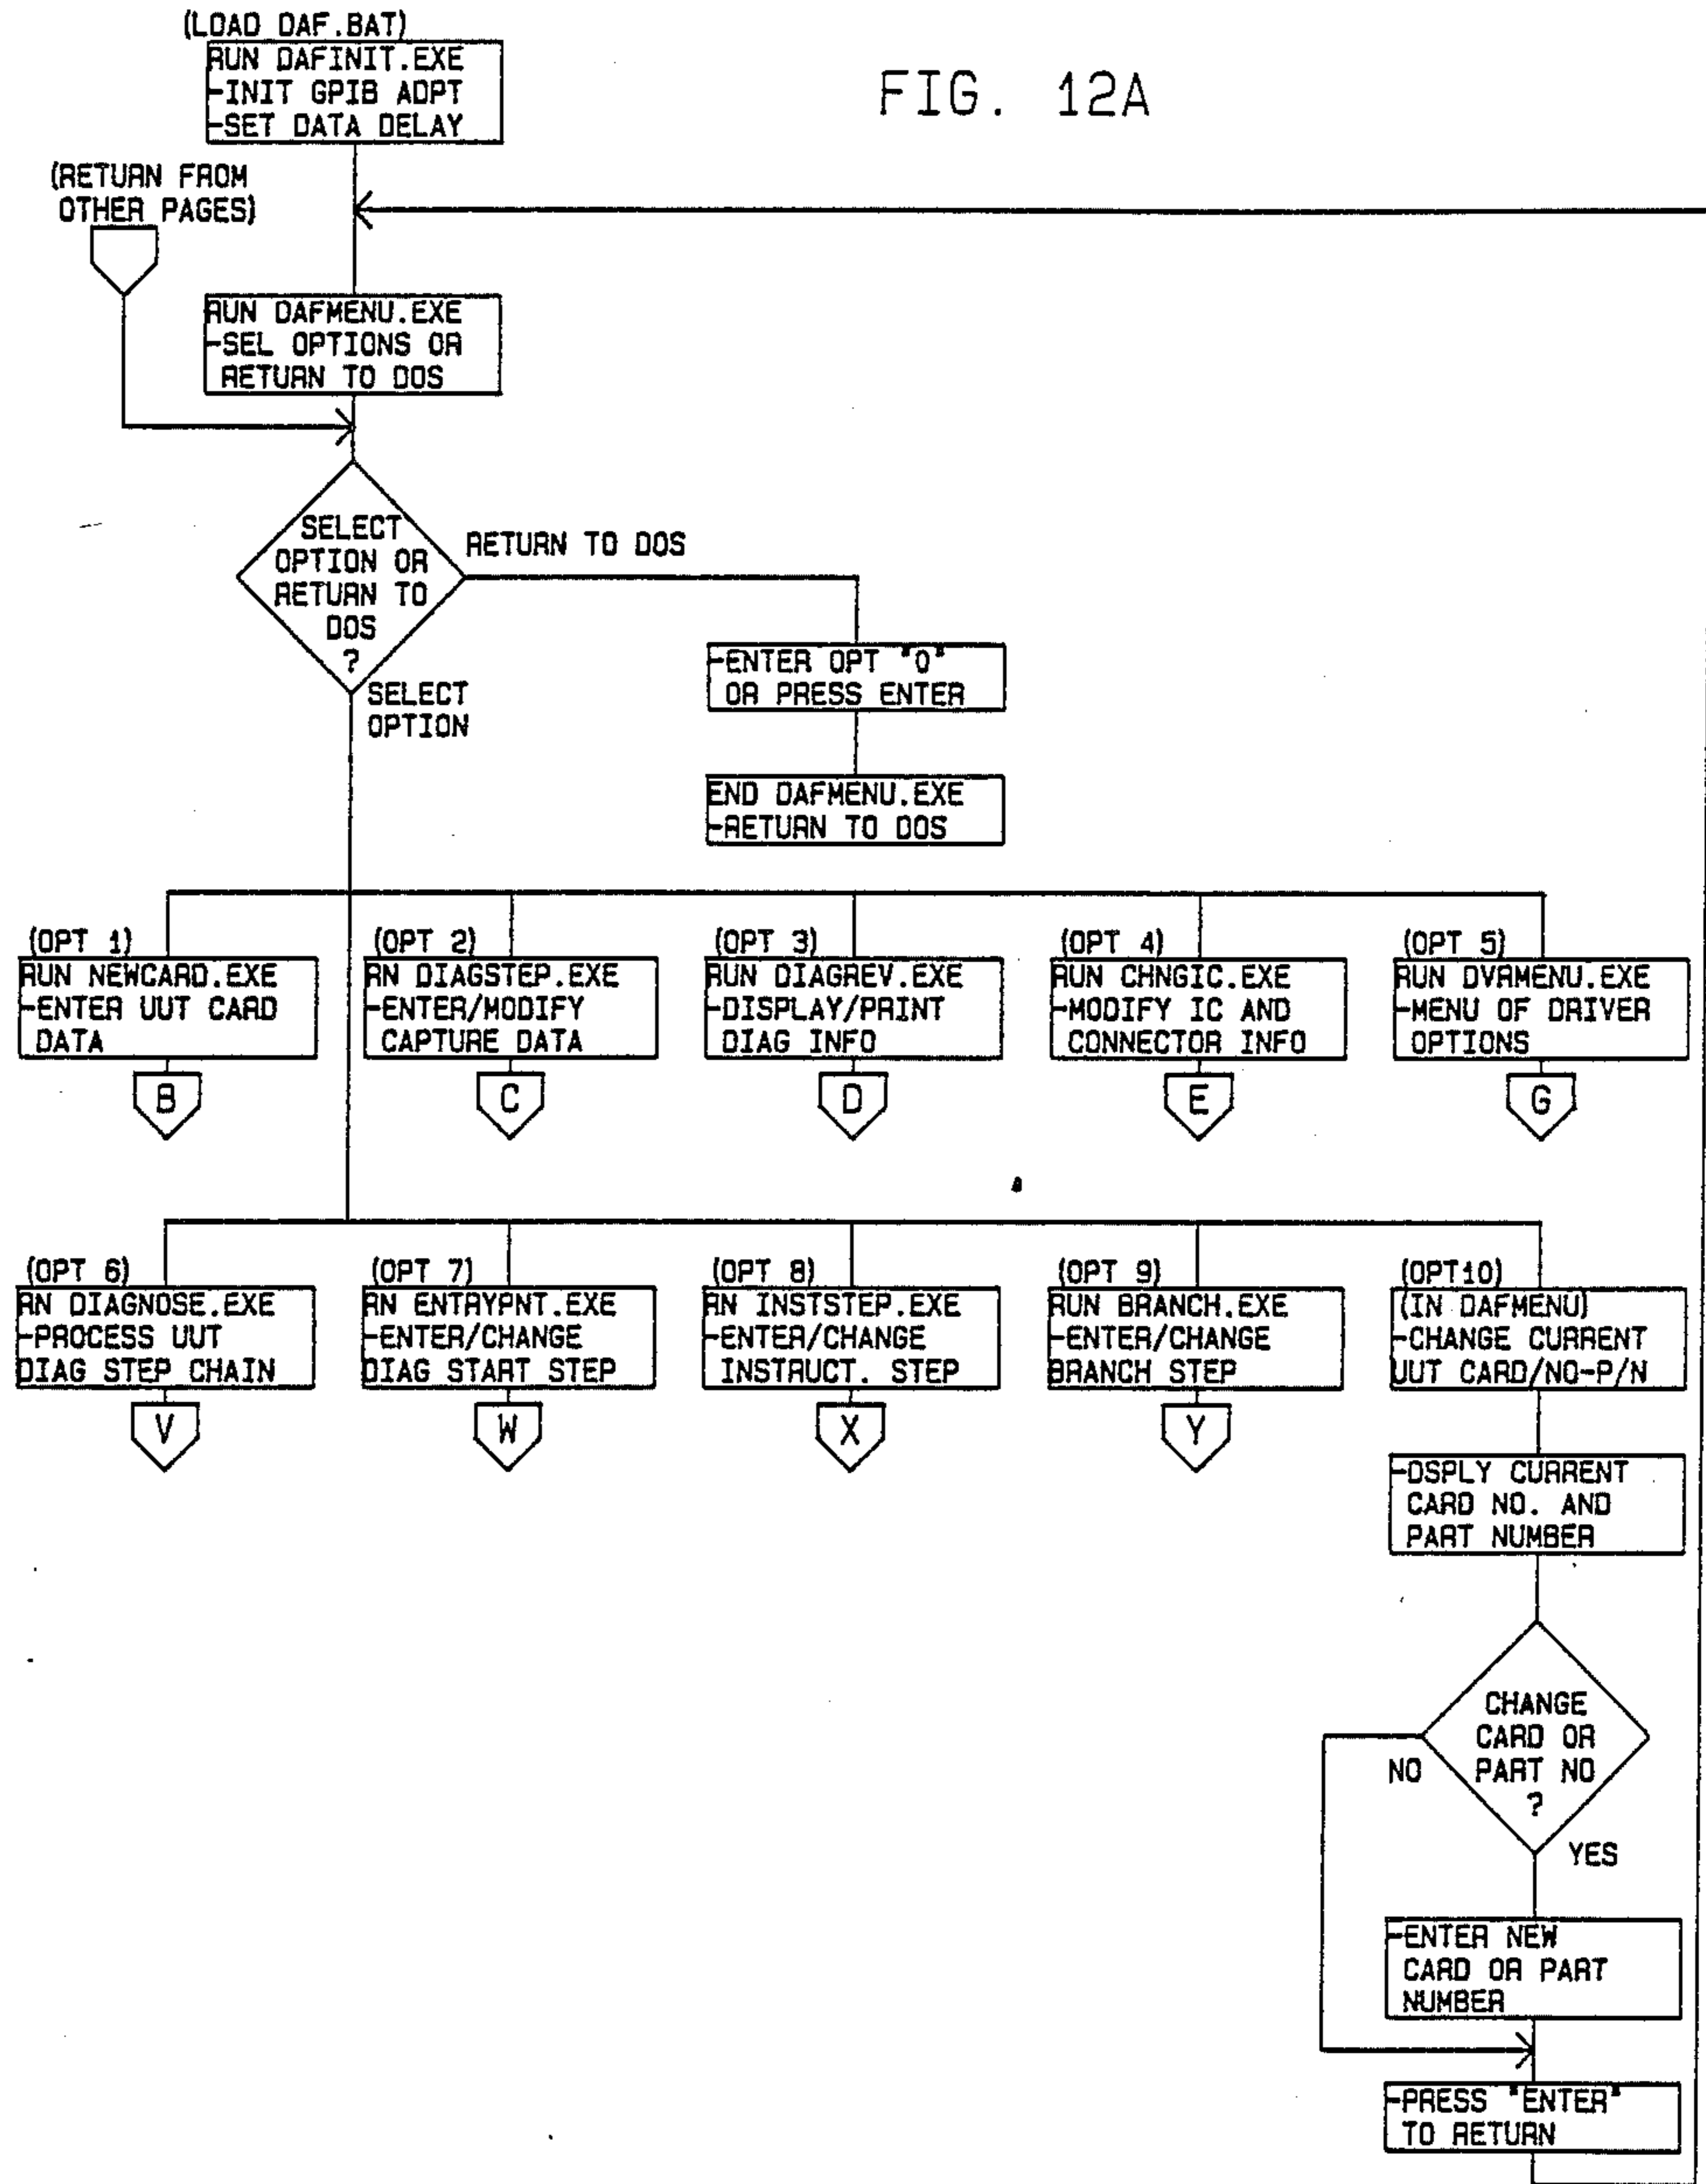 (LOAD DAF.BAT)
RUN DAFINIT.EXE
-INIT GPIB ADPT
-SET DATA DELAY
FIG. 12A
(RETURN FROM
OTHER PAGES)
RUN DAFMENU.EXE
-SEL OPTIONS OR
RETURN TO DOS
SELECT
OPTION OR
RETURN TO
DOS
?
RETURN TO DOS
SELECT
OPTION
-ENTER OPT "0"
OR PRESS ENTER
END DAFMENU.EXE
-RETURN TO DOS
(OPT 1)
RUN NEWCARD.EXE
-ENTER UUT CARD
DATA
B
(OPT 2)
RN DIAGSTEP.EXE
-ENTER/MODIFY
CAPTURE DATA
C
(OPT 3)
RUN DIAGREV.EXE
-DISPLAY/PRINT
DIAG INFO
D
(OPT 4)
RUN CHNGIC.EXE
-MODIFY IC AND
CONNECTOR INFO
E
(OPT 5)
RUN DVRMENU.EXE
-MENU OF DRIVER
OPTIONS
G
(OPT 6)
RN DIAGNOSE.EXE
-PROCESS UUT
DIAG STEP CHAIN
V
(OPT 7)
RN ENTRYPNT.EXE
-ENTER/CHANGE
DIAG START STEP
W
(OPT 8)
RN INSTSTEP.EXE
-ENTER/CHANGE
INSTRUCT. STEP
X
(OPT 9)
RUN BRANCH.EXE
-ENTER/CHANGE
BRANCH STEP
Y
(OPT10)
(IN DAFMENU)
-CHANGE CURRENT
UUT CARD/NO-P/N
-DSPLY CURRENT
CARD NO. AND
PART NUMBER
CHANGE
CARD OR
PART NO
?
NO
YES
-ENTER NEW
CARD OR PART
NUMBER
-PRESS "ENTER"
TO RETURN